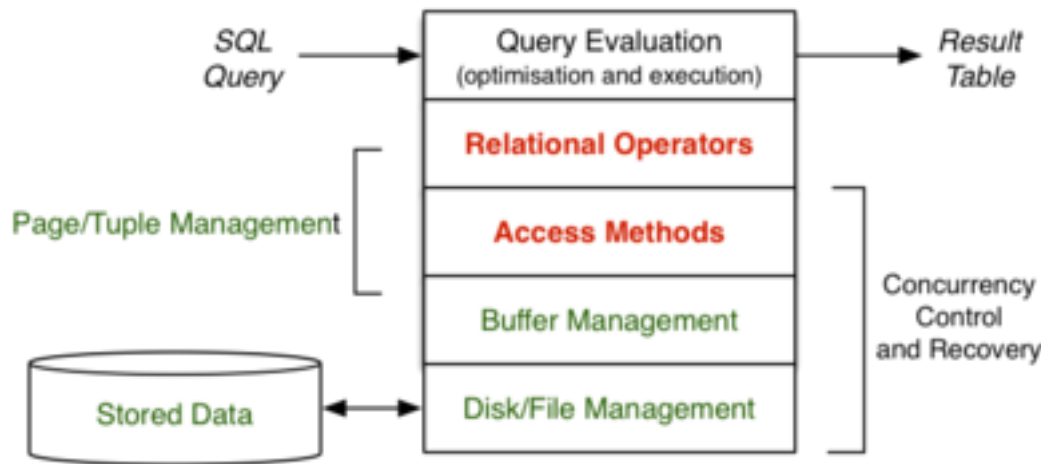 SQL
Query
Query Evaluation
(optimisation and execution)
Result
Table
Relational Operators
Page/Tuple Management
Access Methods
Buffer Management
Concurrency
Control
and Recovery
Stored Data
Disk/File Management